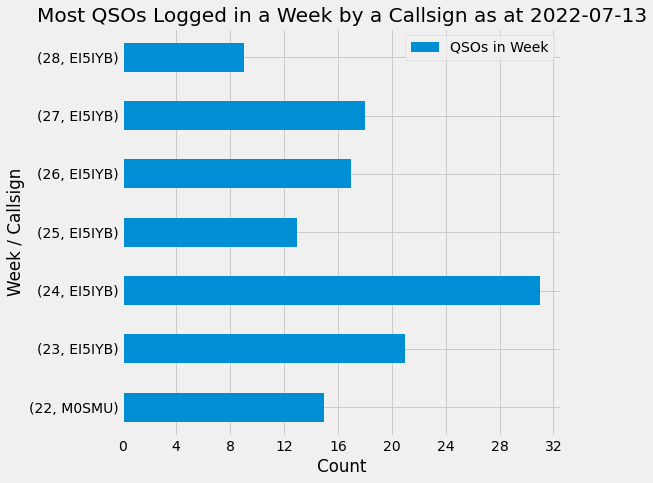 Most QSOs Logged in a Week by a Callsign as at 2022-07-13
QSOs in Week
(28, EI5IYB)
(27, EI5IYB)
(26, EI5IYB)
(25, EI5IYB)
(24, EI5IYB)
(23, EI5IYB)
(22, M0SMU)
Week / Callsign
0 4 8 12 16 20 24 28 32
Count